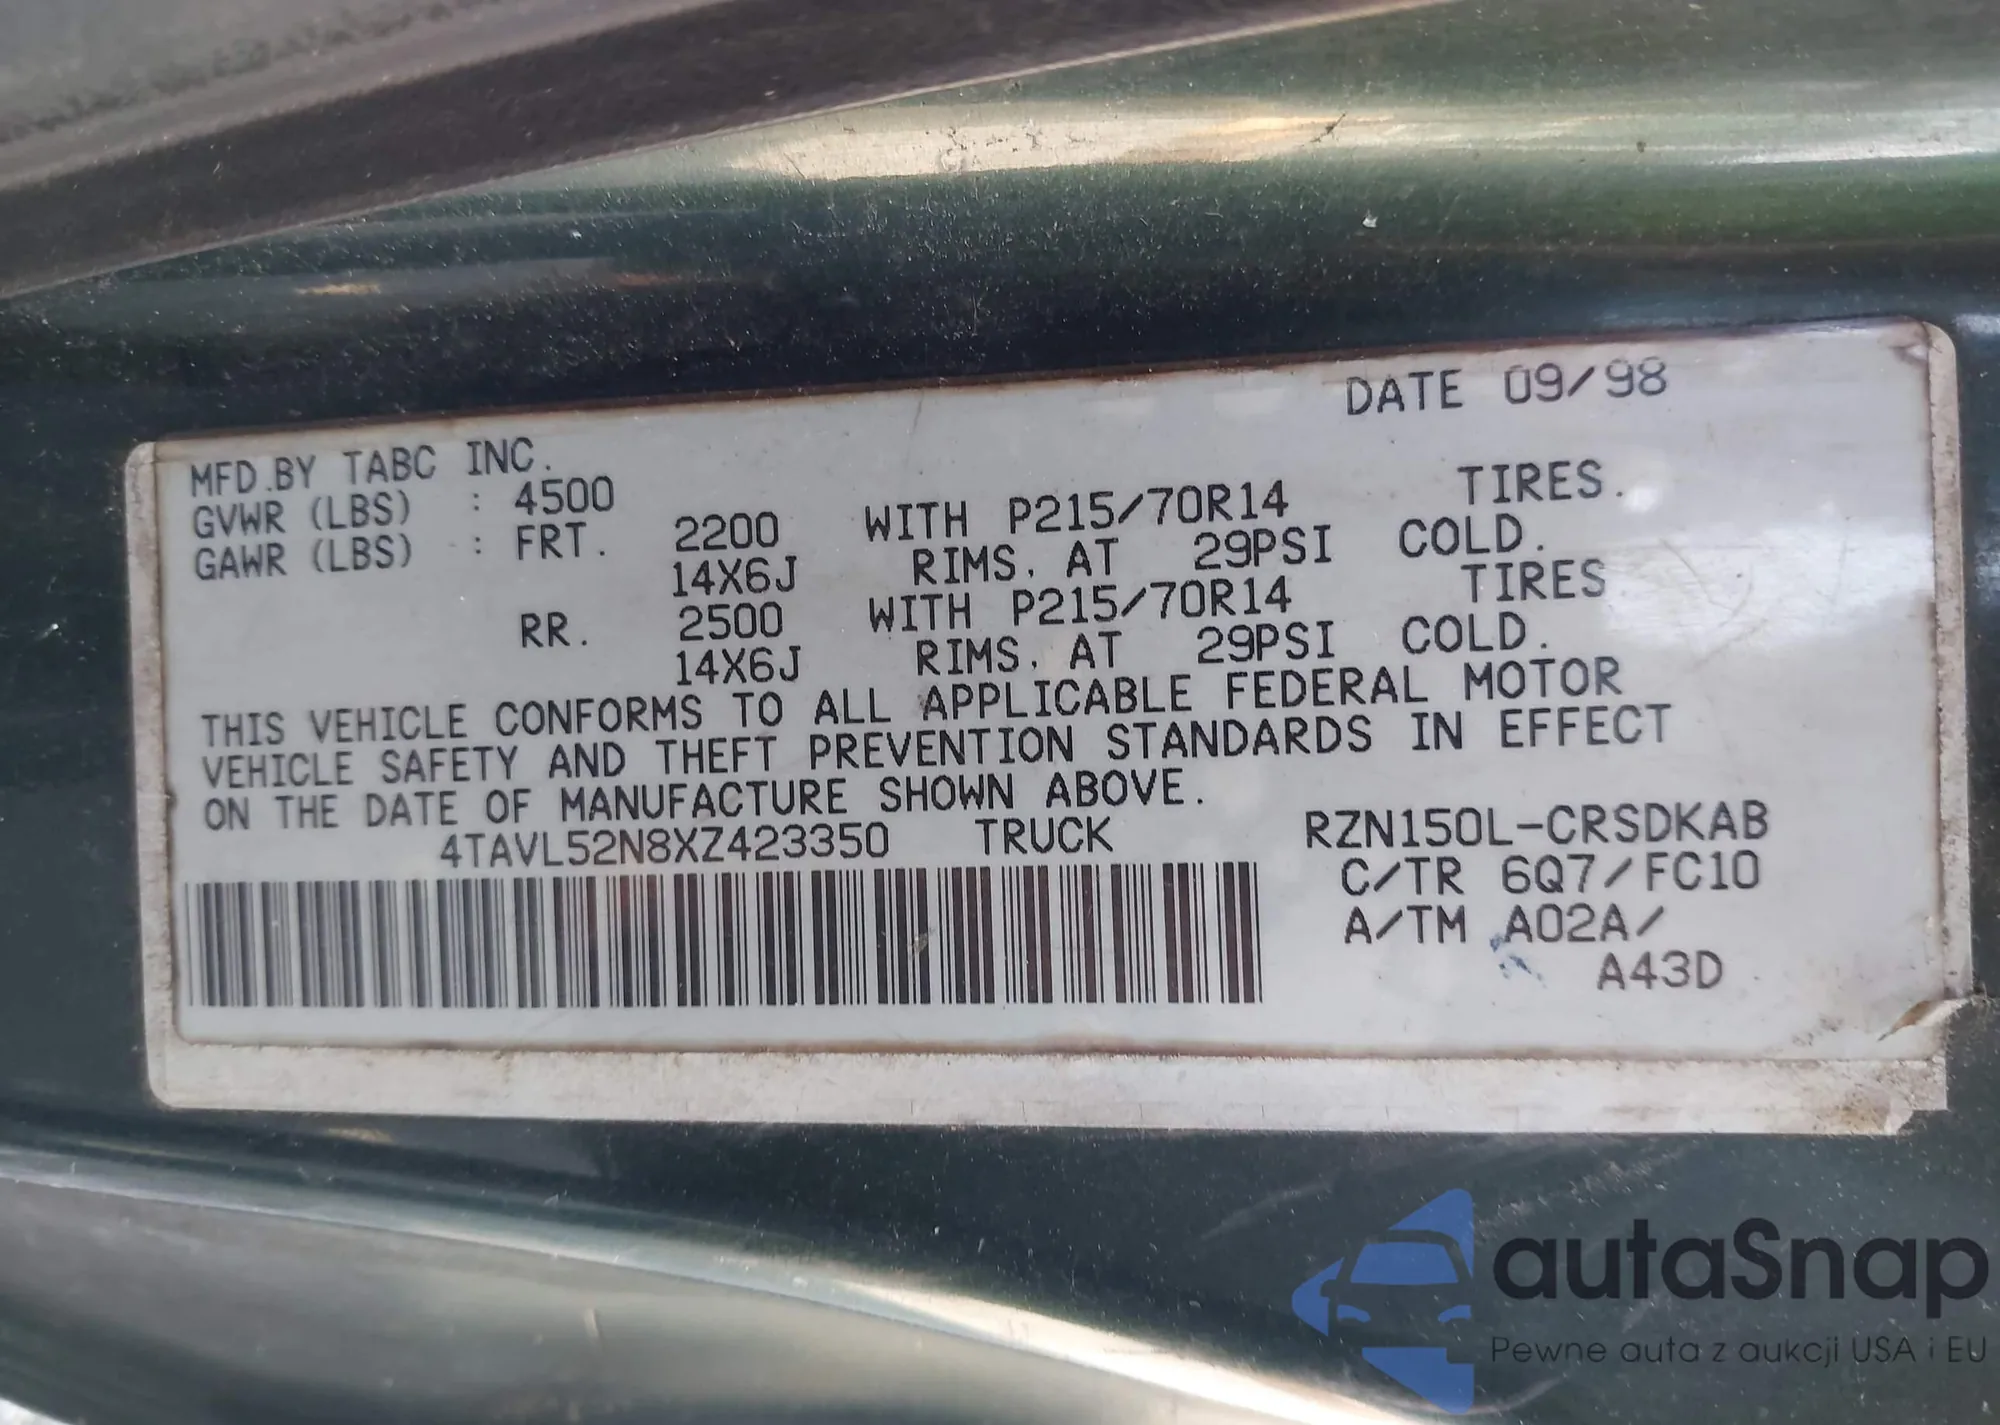 DATE 09/98
MFD.BY TABC INC.
GVWR (LBS) : 4500
GAWR (LBS) : FRT. 2200 WITH P215/70R14 TIRES.
14X6J RIMS. AT 29PSI COLD.
RR. 2500 WITH P215/70R14 TIRES
14X6J RIMS. AT 29PSI COLD.
THIS VEHICLE CONFORMS TO ALL APPLICABLE FEDERAL MOTOR
VEHICLE SAFETY AND THEFT PREVENTION STANDARDS IN EFFECT
ON THE DATE OF MANUFACTURE SHOWN ABOVE.
4TAVL52N8XZ423350 TRUCK RZN150L-CRSDKAB
C/TR 6Q7/FC10
A/TM A02A/
A43D
autaSnap
Pewne auta z aukcji USA i EU